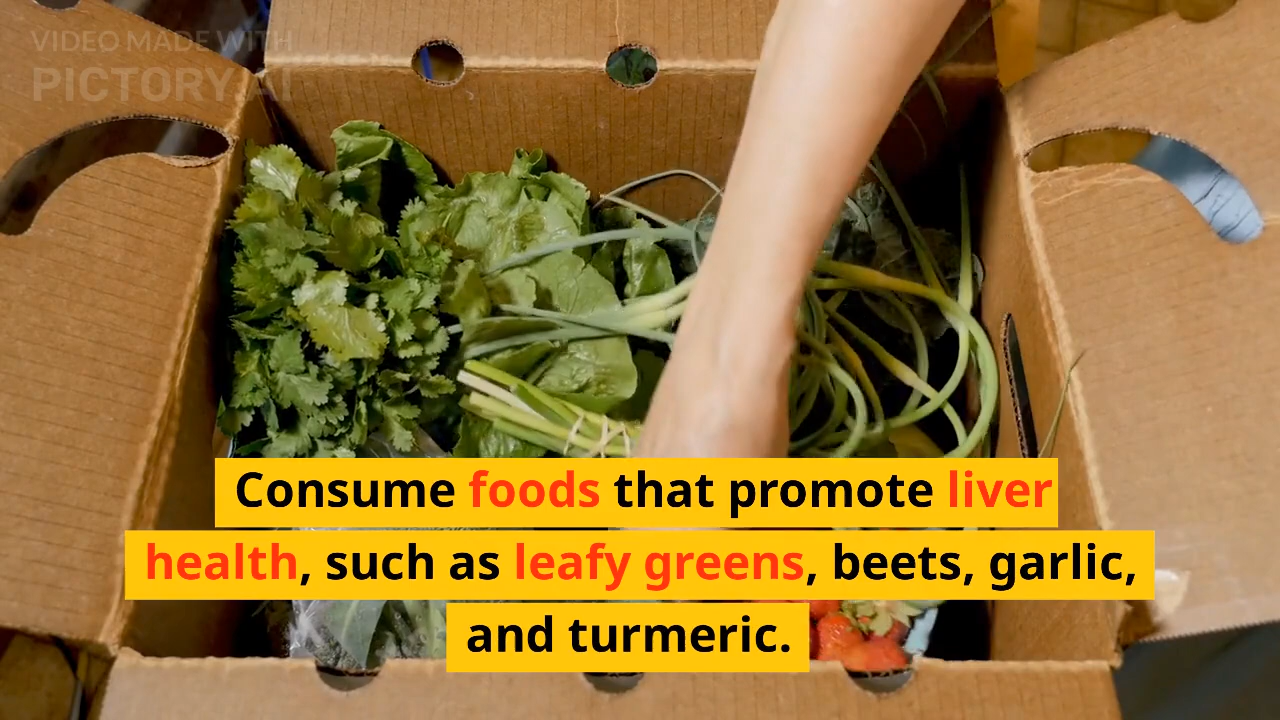 VIDEO MADE WITH
PICTORY.AI
Consume foods that promote liver
health, such as leafy greens, beets, garlic,
and turmeric.